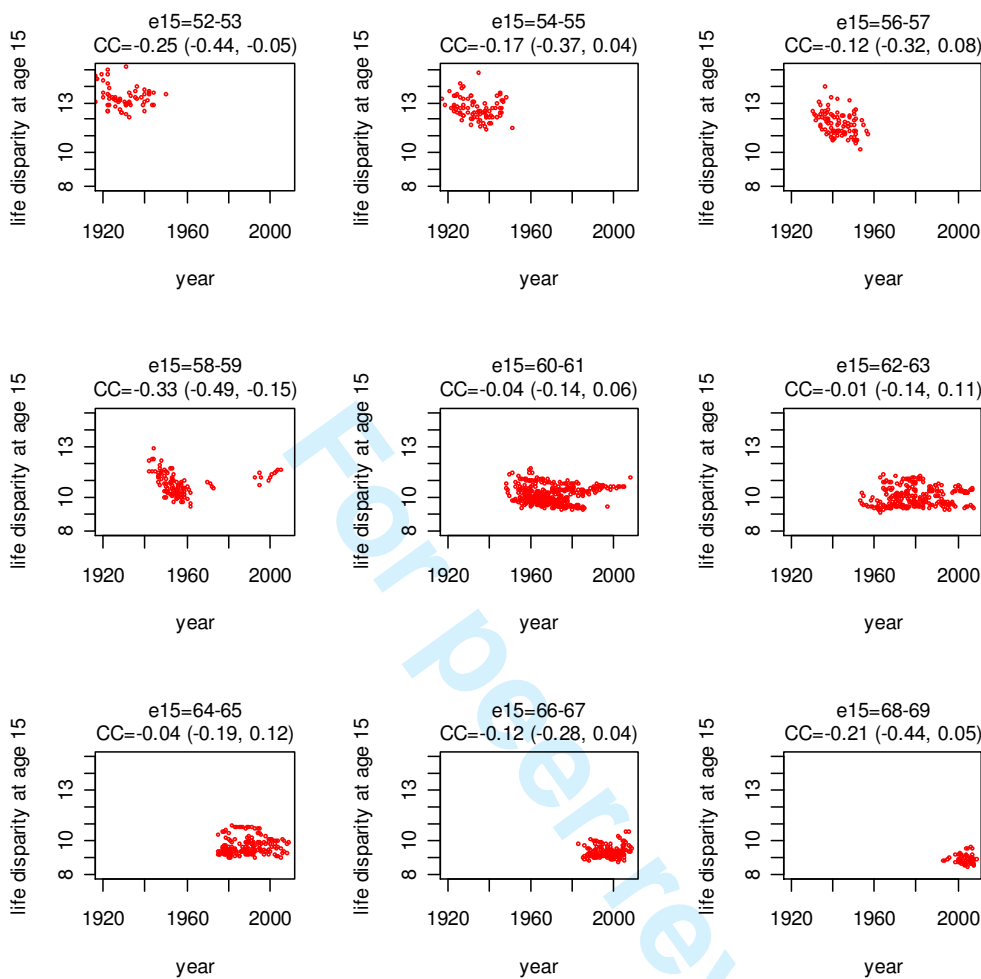 e15=52-53
CC=-0.25 (-0.44, -0.05)
life disparity at age 15
13
10
8
1920 1960 2000
year
e15=54-55
CC=-0.17 (-0.37, 0.04)
life disparity at age 15
13
10
8
1920 1960 2000
year
e15=56-57
CC=-0.12 (-0.32, 0.08)
life disparity at age 15
13
10
8
1920 1960 2000
year
e15=58-59
CC=-0.33 (-0.49, -0.15)
life disparity at age 15
13
10
8
1920 1960 2000
year
e15=60-61
CC=-0.04 (-0.14, 0.06)
life disparity at age 15
13
10
8
1920 1960 2000
year
e15=62-63
CC=-0.01 (-0.14, 0.11)
life disparity at age 15
13
10
8
1920 1960 2000
year
e15=64-65
CC=-0.04 (-0.19, 0.12)
life disparity at age 15
13
10
8
1920 1960 2000
year
e15=66-67
CC=-0.12 (-0.28, 0.04)
life disparity at age 15
13
10
8
1920 1960 2000
year
e15=68-69
CC=-0.21 (-0.44, 0.05)
life disparity at age 15
13
10
8
1920 1960 2000
year
For peer rev